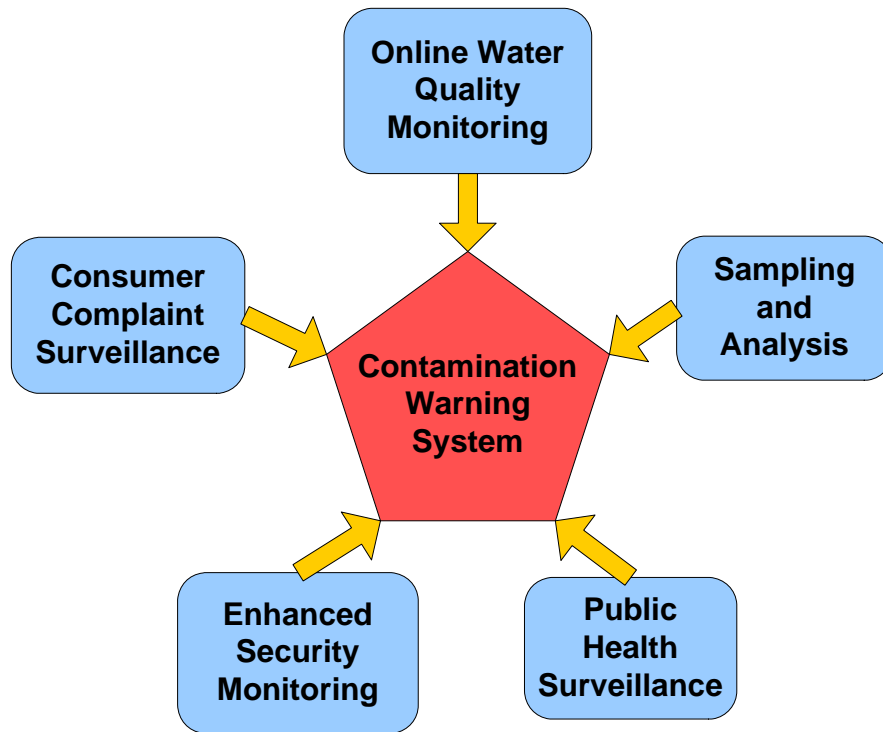 Online Water
Quality
Monitoring
Consumer
Complaint
Surveillance
Sampling
and
Analysis
Contamination
Warning
System
Enhanced
Security
Monitoring
Public
Health
Surveillance